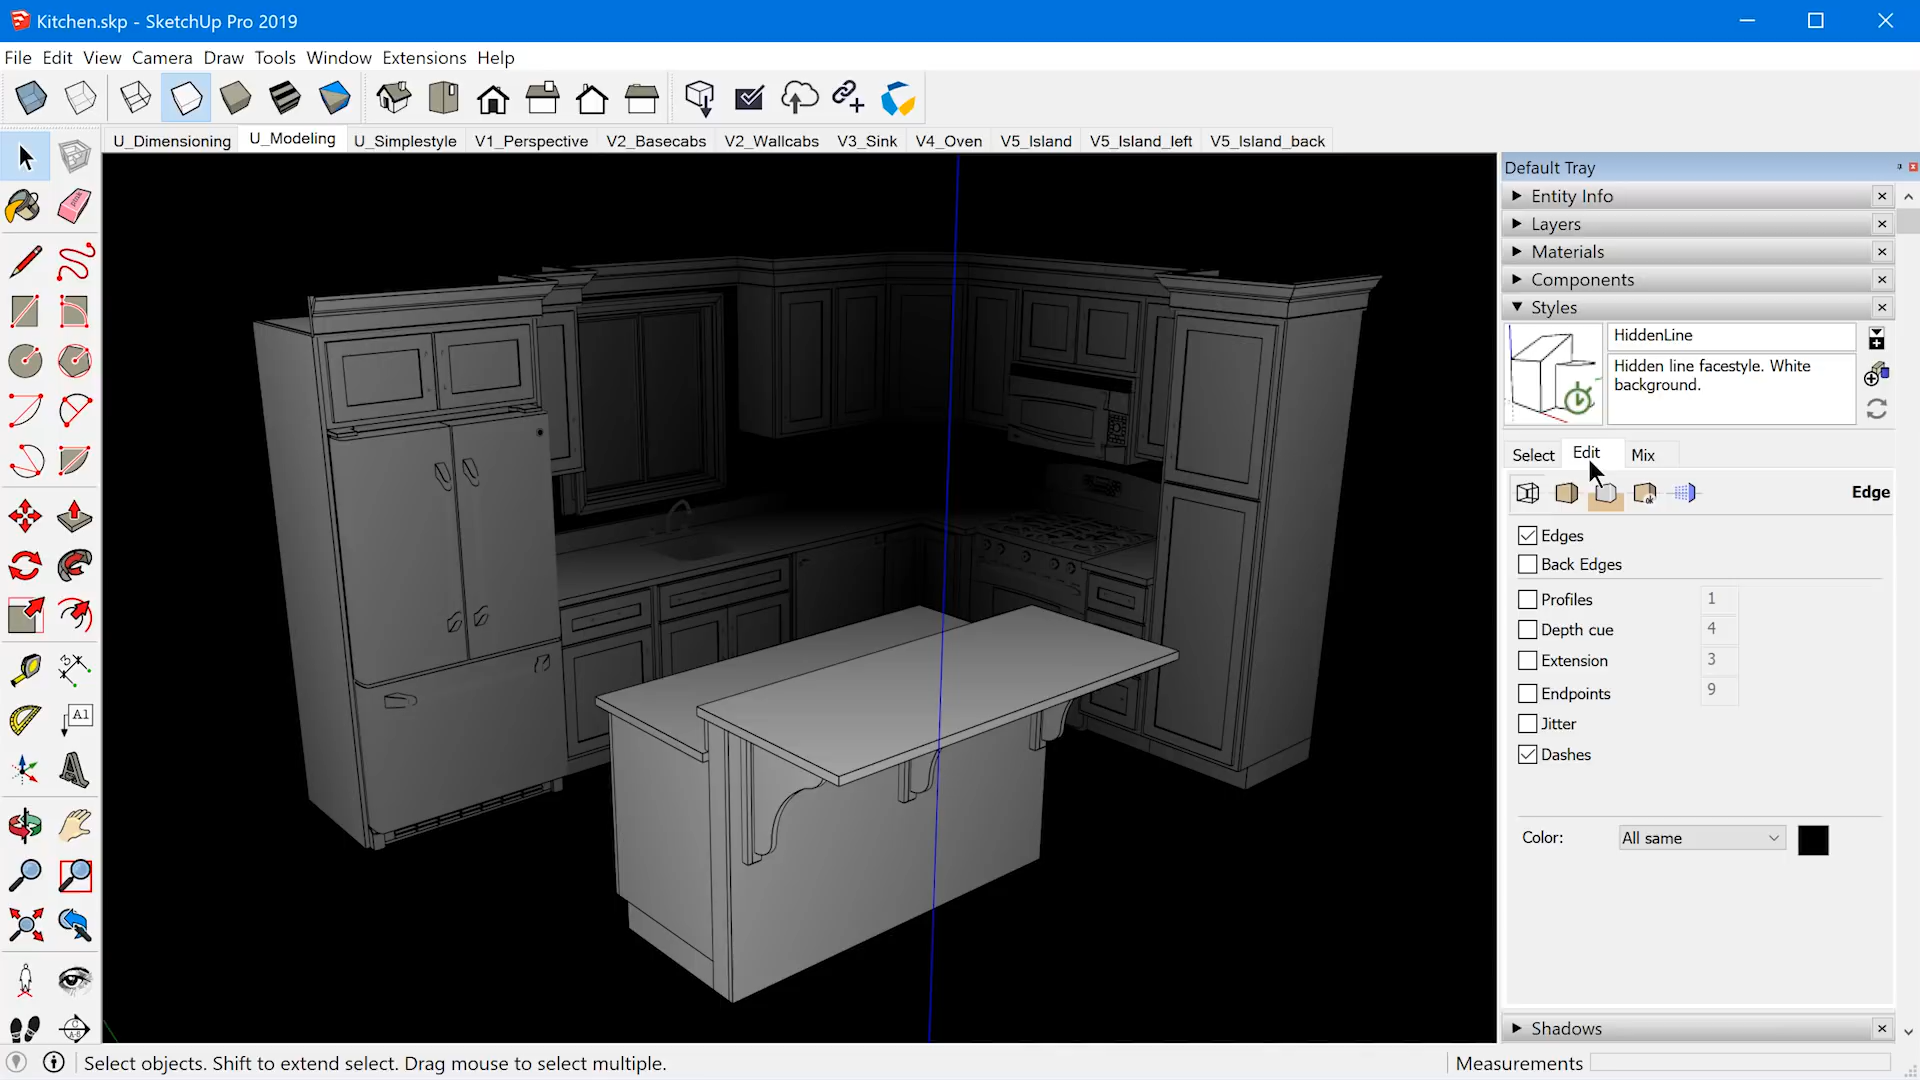 Kitchen.skp - SketchUp Pro 2019
File Edit View Camera Draw Tools Window Extensions Help
U_Dimensioning U_Modeling U_Simplestyle V1_Perspective V2_Basecabs V2_Wallcabs V3_Sink V4_Oven V5_Island V5_Island_left V5_Island_back
Default Tray
Entity Info
Layers
Materials
Components
Styles
HiddenLine
Hidden line facestyle. White
background.
Select Edit Mix
Edge
Edges
Back Edges
Profiles 1
Depth cue 4
Extension 3
Endpoints 9
Jitter
Dashes
Color: All same
Shadows
A1
Select objects. Shift to extend select. Drag mouse to select multiple.
Measurements